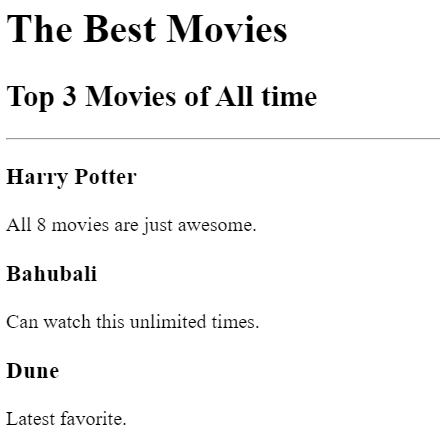 The Best Movies
Top 3 Movies of All time
Harry Potter
All 8 movies are just awesome.
Bahubali
Can watch this unlimited times.
Dune
Latest favorite.